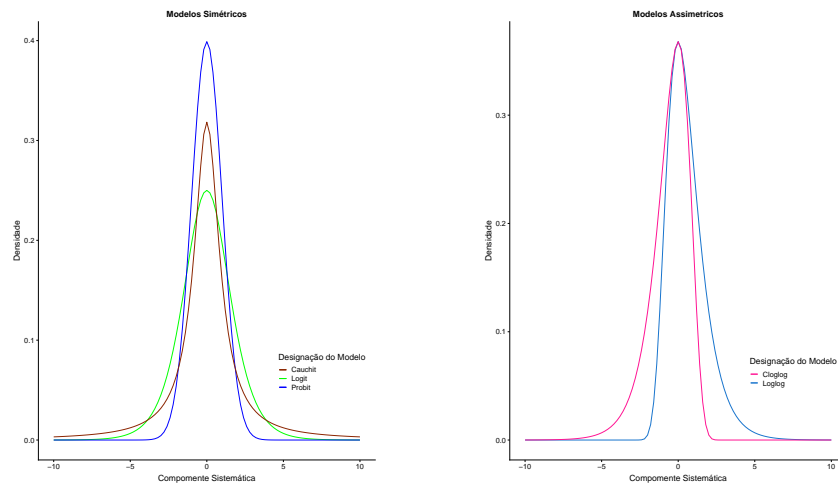 Modelos Simétricos
Densidade
0.4
0.3
0.2
0.1
0.0
−10
−5
0
5
10
Compomente Sistemática
Designação do Modelo
Cauchit
Logit
Probit
Modelos Assimetricos
Densidade
0.3
0.2
0.1
0.0
−10
−5
0
5
10
Compomente Sistemática
Designação do Modelo
Cloglog
Loglog